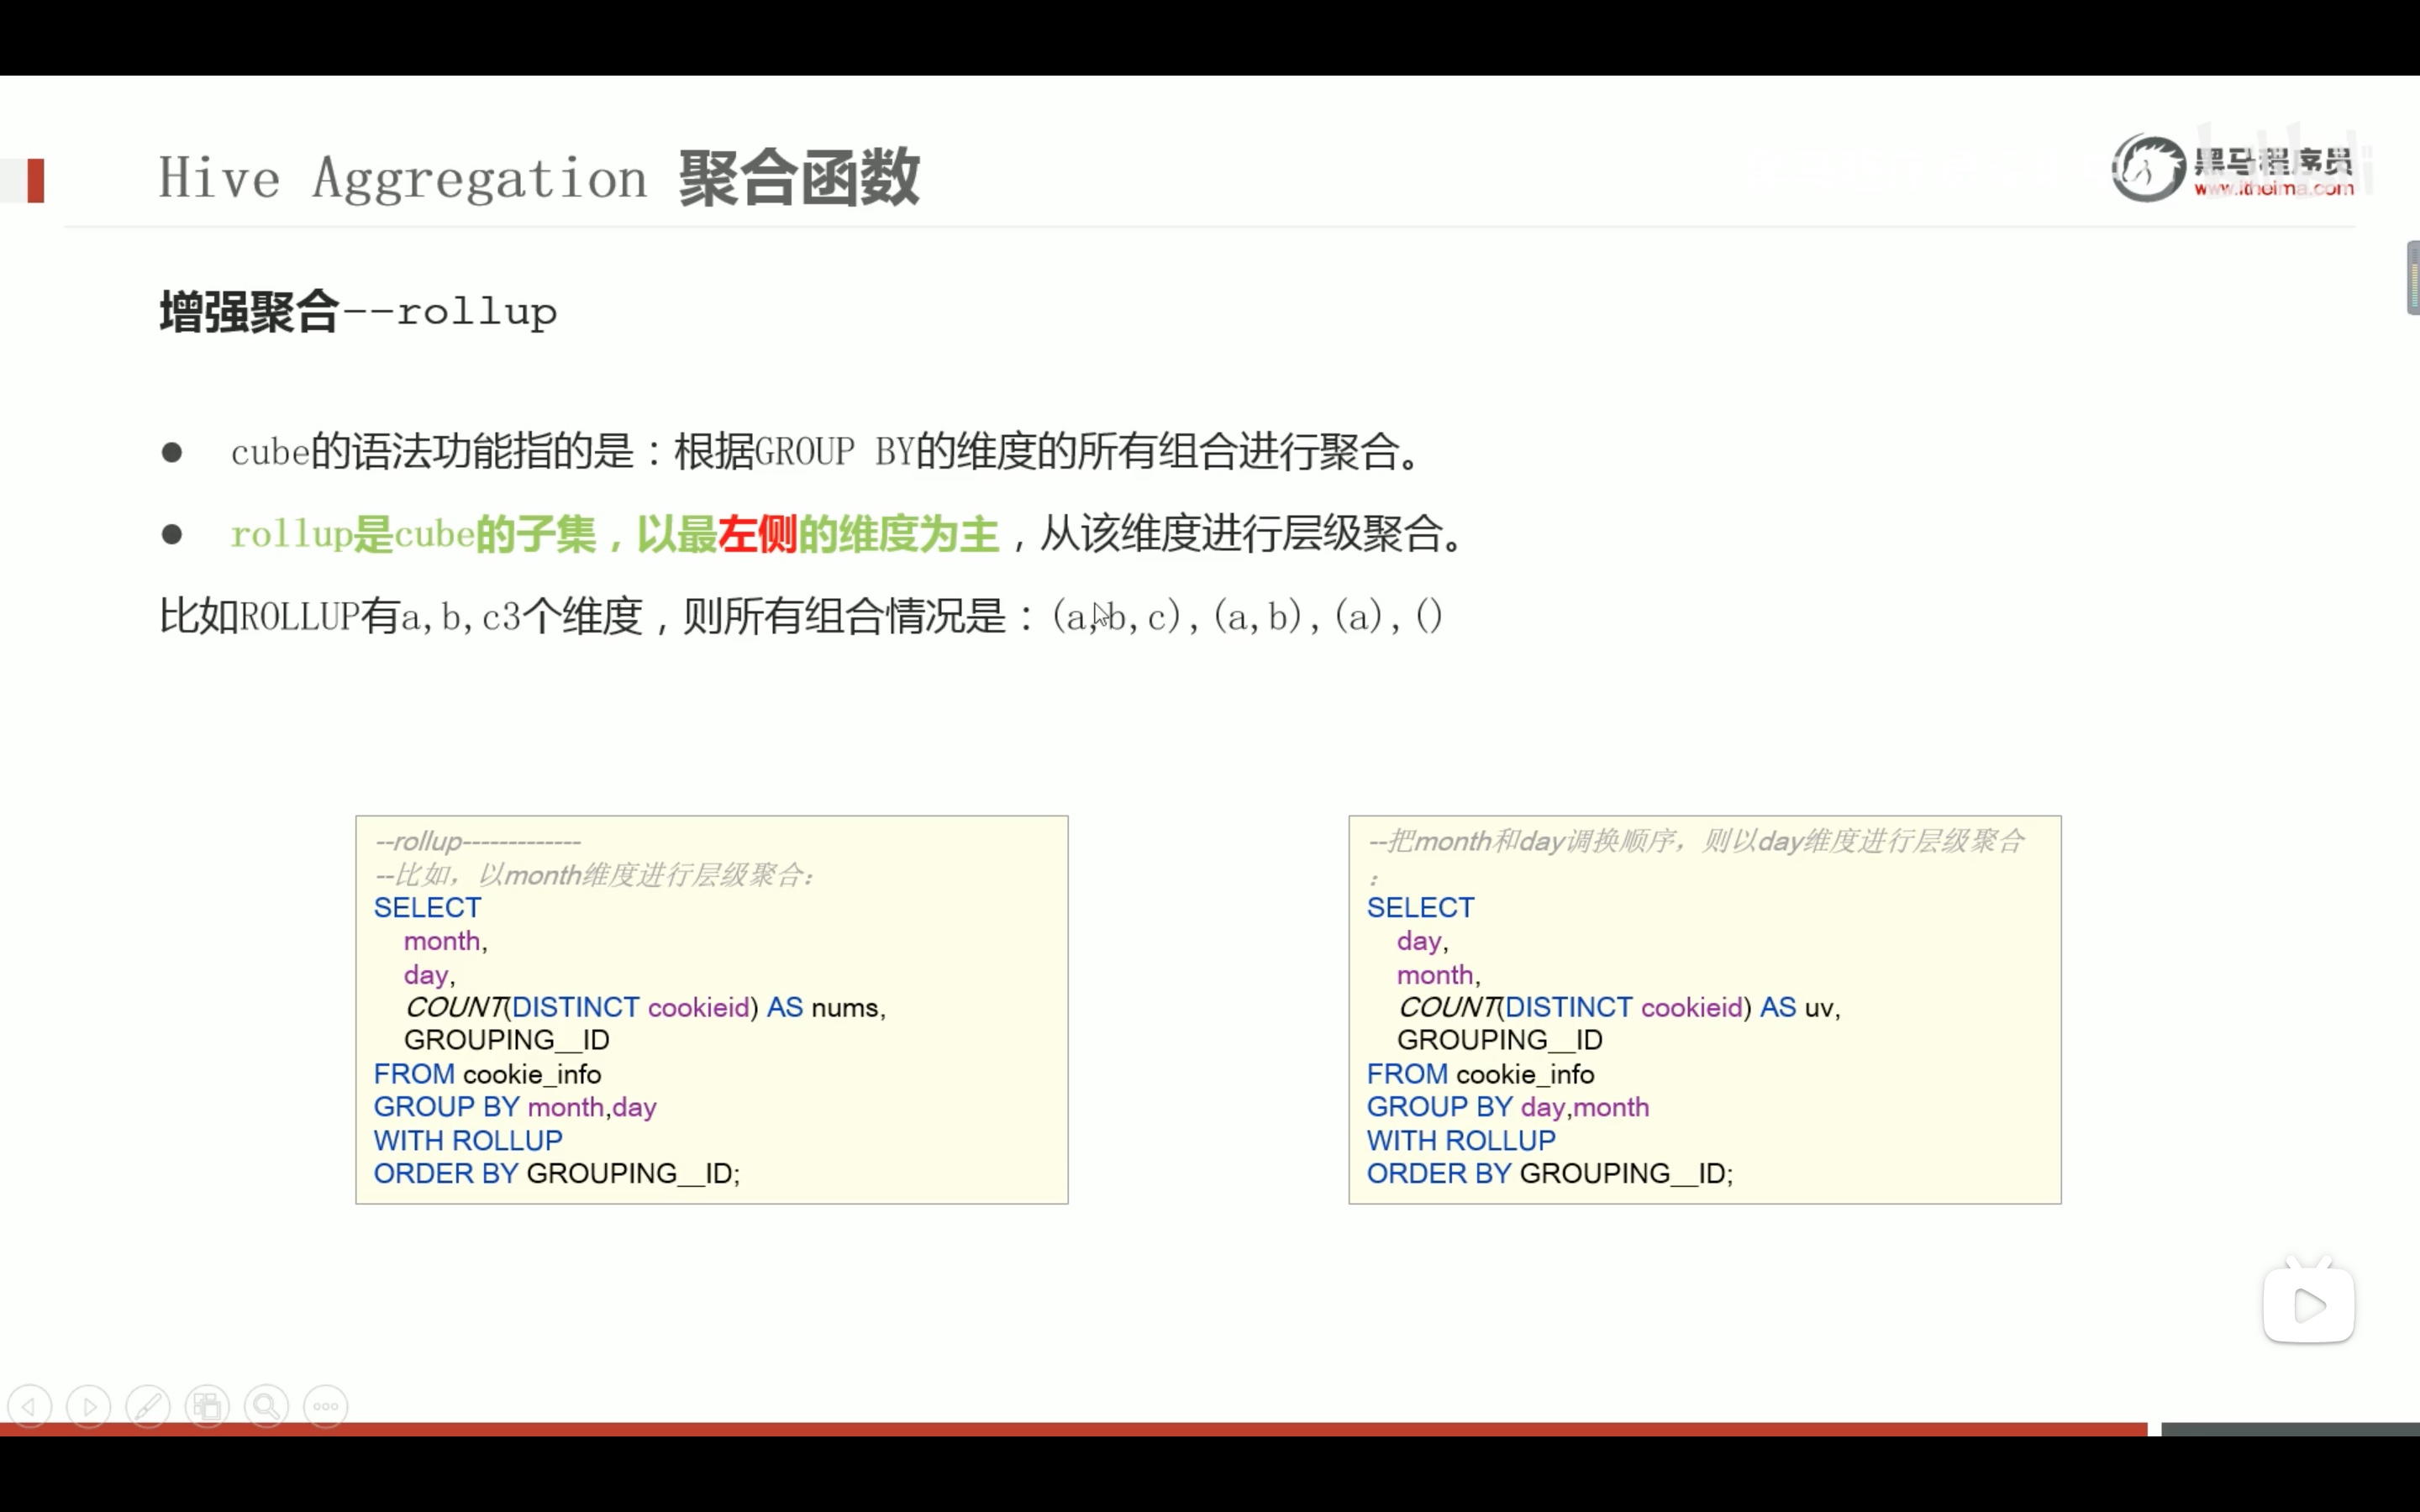 Hive Aggregation 聚合函数
黑马程序员
www.itheima.com
增强聚合--rollup
● cube的语法功能指的是：根据GROUP BY的维度的所有组合进行聚合。
● rollup是cube的子集，以最左侧的维度为主，从该维度进行层级聚合。
比如ROLLUP有a,b,c3个维度，则所有组合情况是：(a,b,c),(a,b),(a),()
--rollup-------------
--比如，以month维度进行层级聚合：
SELECT
month,
day,
COUNT(DISTINCT cookieid) AS nums,
GROUPING__ID
FROM cookie_info
GROUP BY month,day
WITH ROLLUP
ORDER BY GROUPING__ID;
--把month和day调换顺序，则以day维度进行层级聚合
：
SELECT
day,
month,
COUNT(DISTINCT cookieid) AS uv,
GROUPING__ID
FROM cookie_info
GROUP BY day,month
WITH ROLLUP
ORDER BY GROUPING__ID;